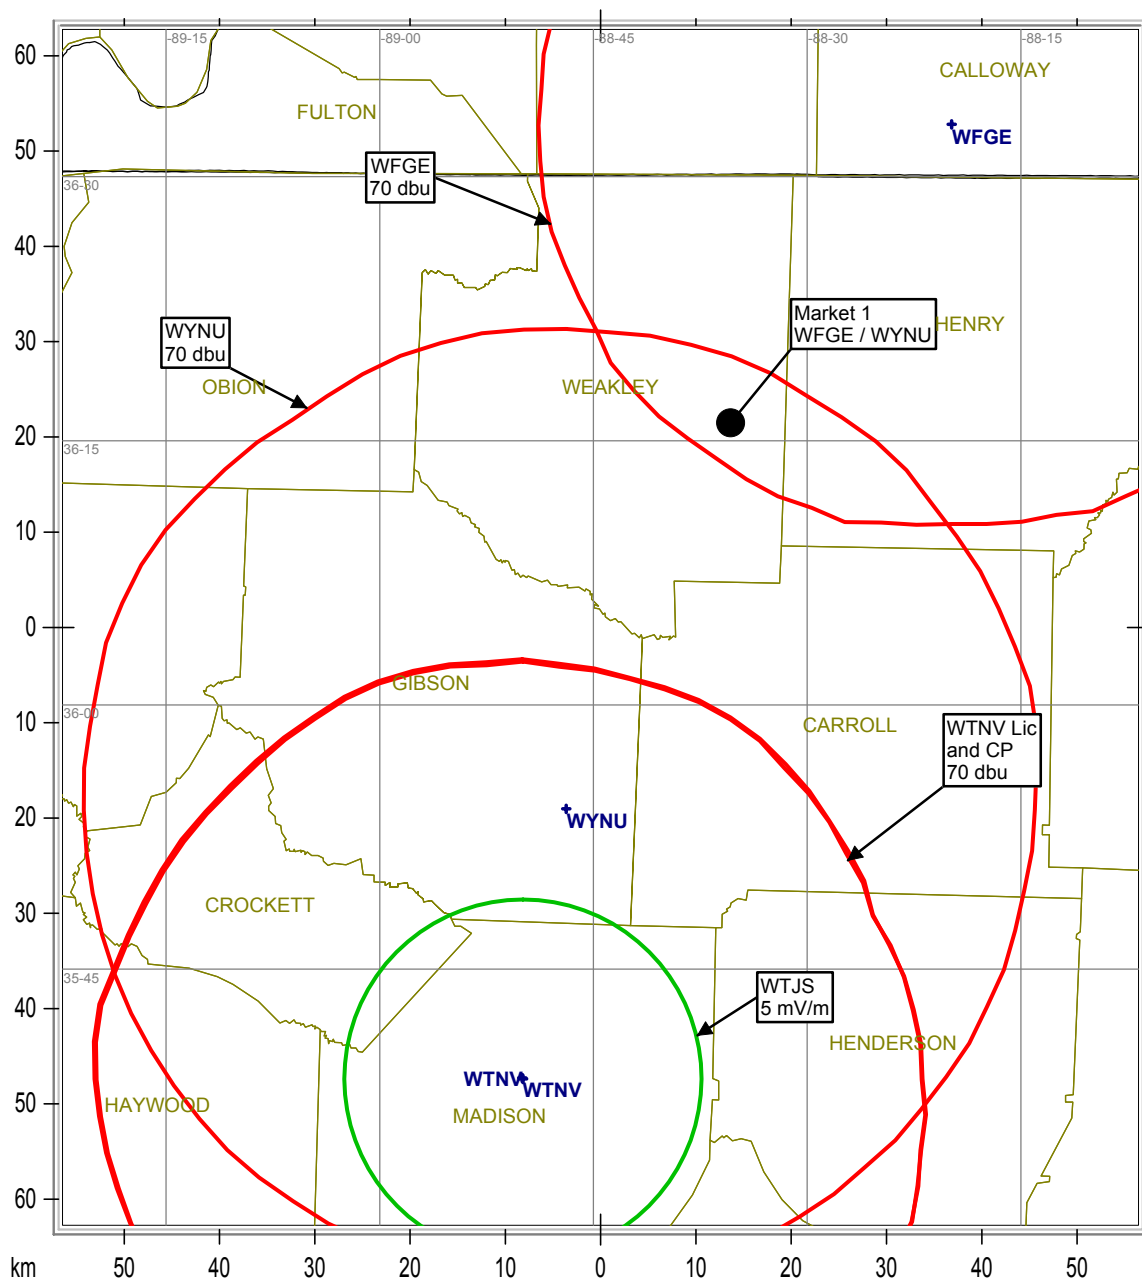 60
-89-15
-89-00
-88-45
-88-30
-88-15
CALLOWAY
FULTON
50
WFGE
WFGE
70 dbu
36-30
40
30
WYNU
70 dbu
Market 1
WFGE / WYNU
HENRY
OBION
WEAKLEY
20
36-15
10
0
GIBSON
36-00
10
CARROLL
WTNV Lic
and CP
70 dbu
20
WYNU
30
CROCKETT
35-45
WTJS
5 mV/m
40
HENDERSON
WTNV
WTNV
50
HAYWOOD
MADISON
60
km
50
40
30
20
10
0
10
20
30
40
50